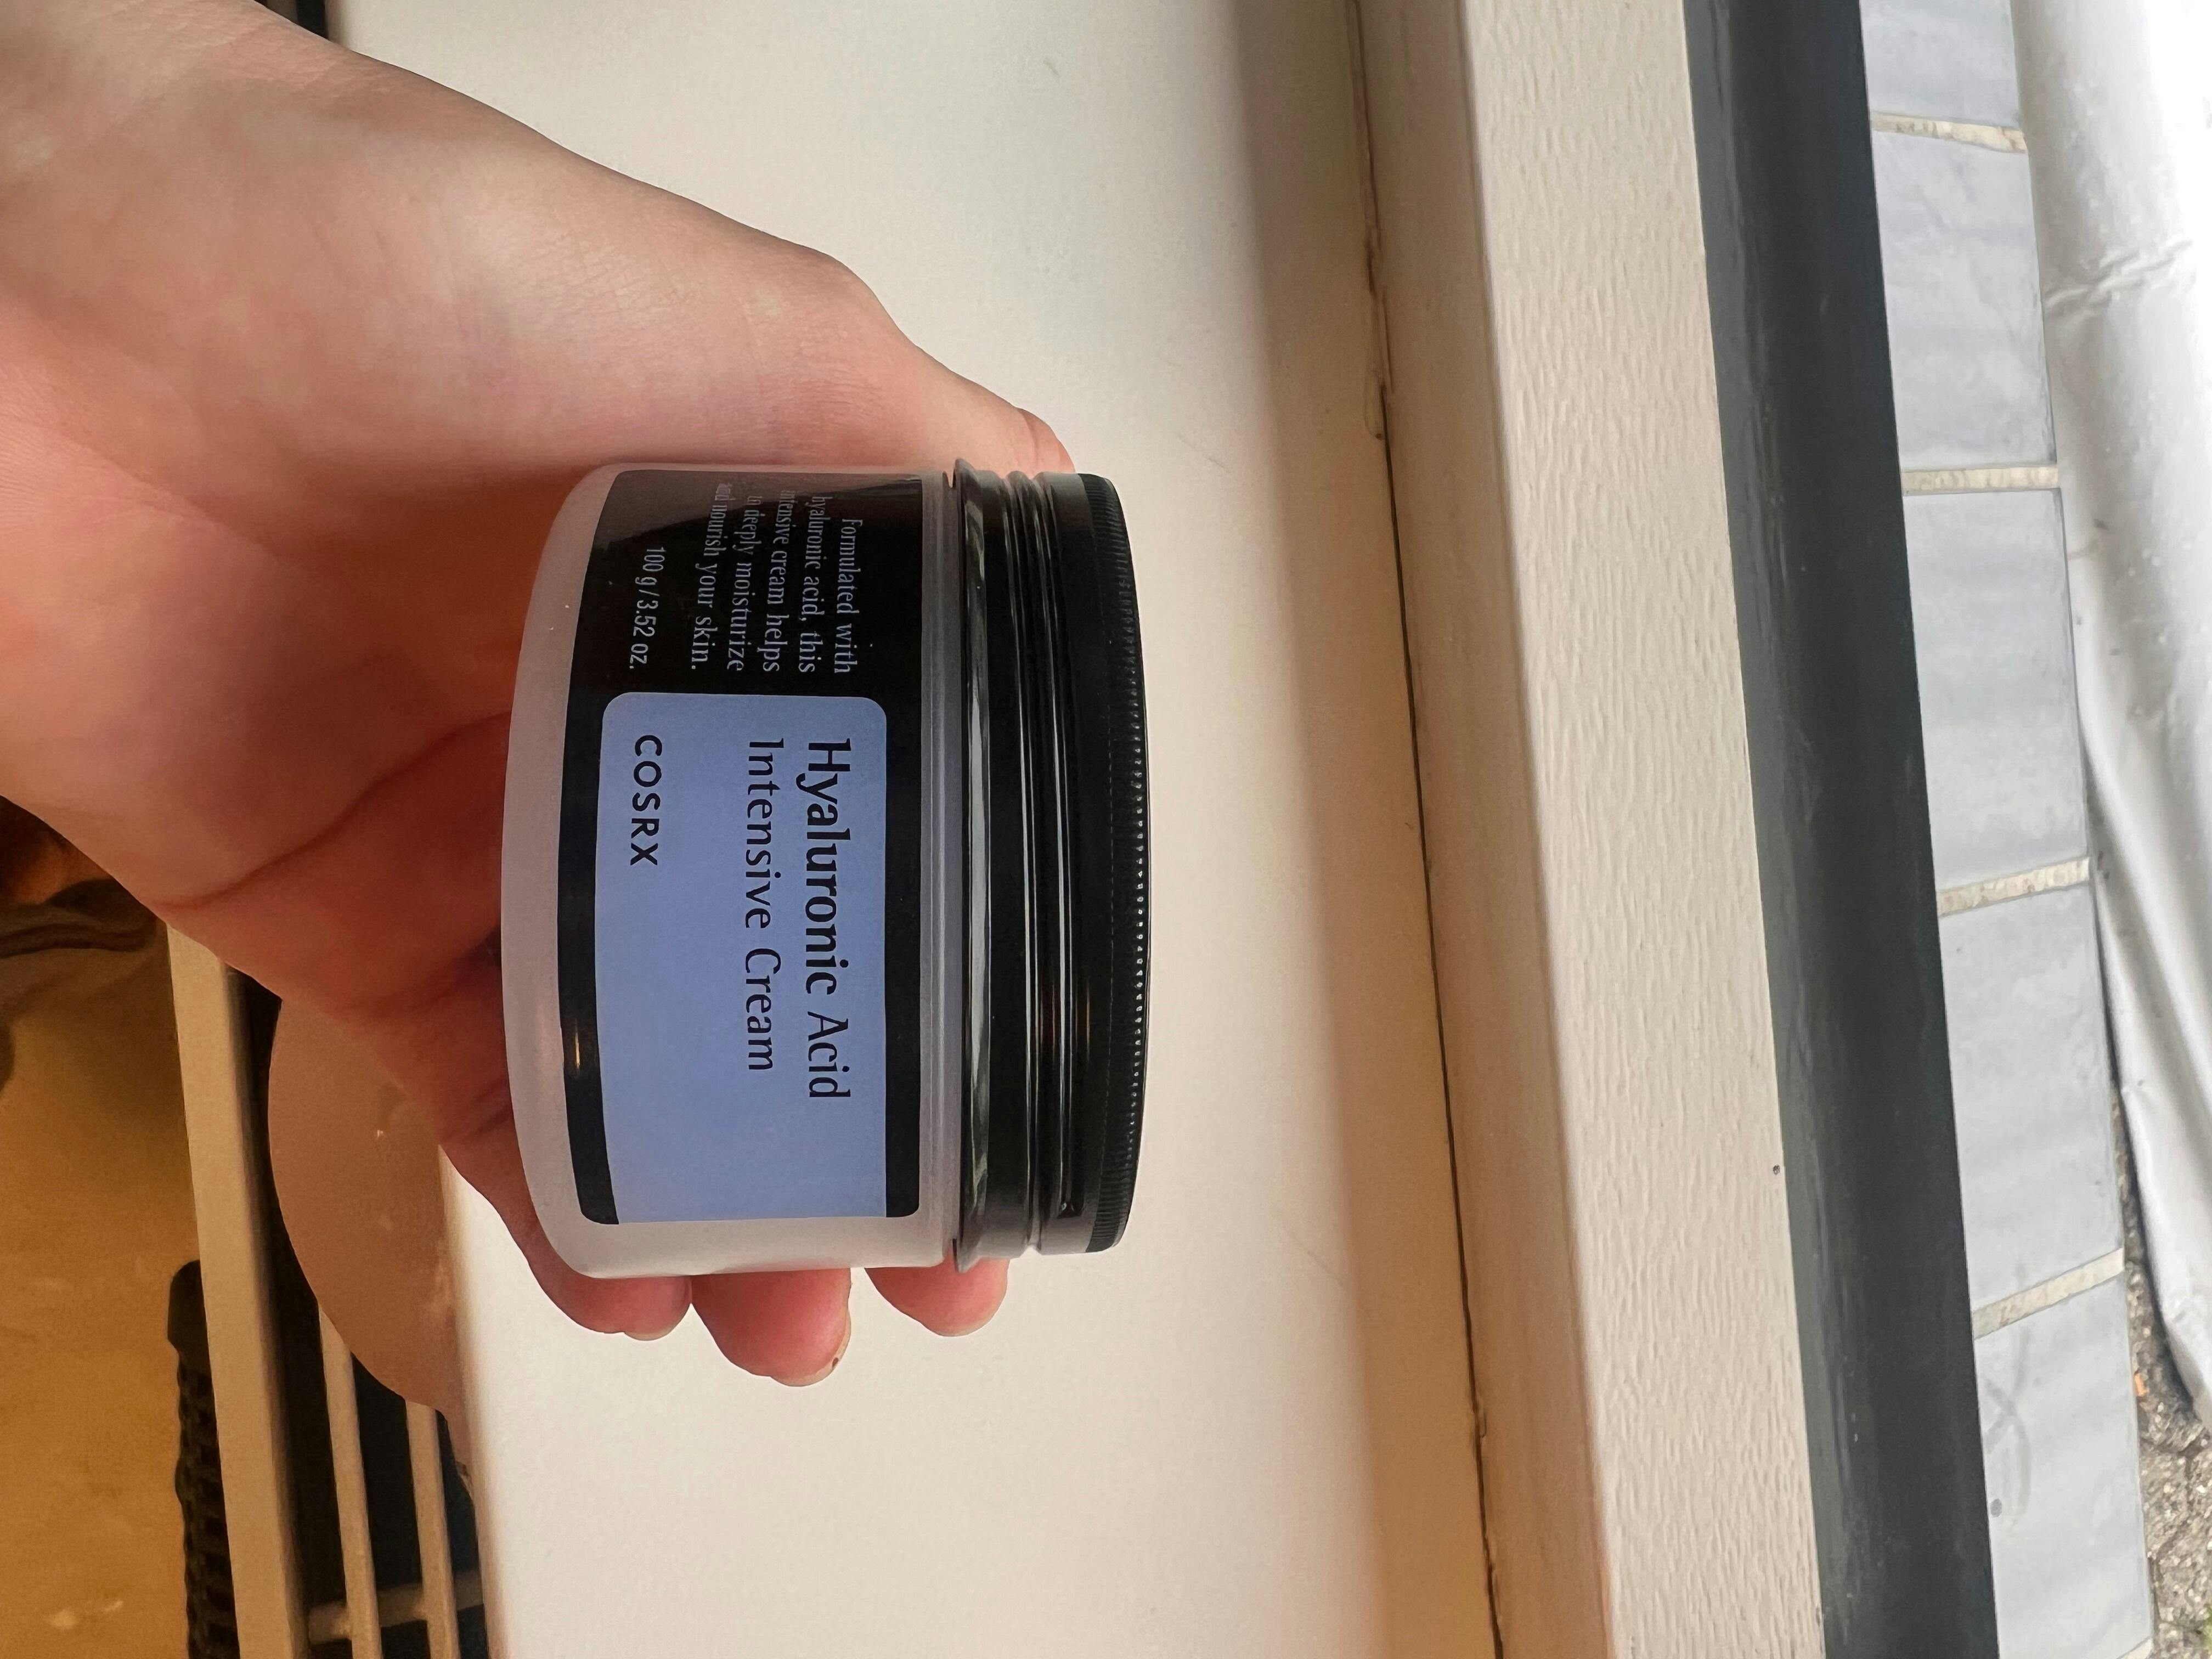 Formulated with
hyaluronic acid, this
intensive cream helps
to deeply moisturize
and nourish your skin.
100 g / 3.52 oz.
Hyaluronic Acid
Intensive Cream
COSRX